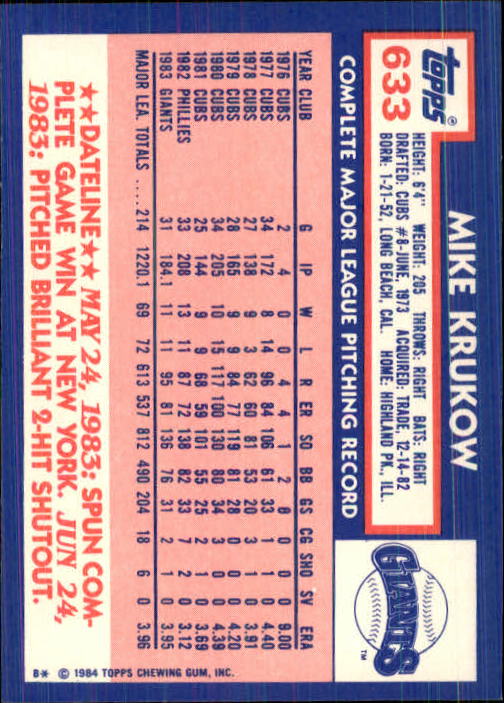 topps®
633
MIKE KRUKOW
HEIGHT: 6'4" WEIGHT: 205 THROWS: RIGHT BATS: RIGHT
DRAFTED: CUBS #8-JUNE, 1973 ACQUIRED: TRADE, 12-14-82
BORN: 1-21-52, LONG BEACH, CAL. HOME: HIGHLAND PK., ILL.
GIANTS
TM
COMPLETE MAJOR LEAGUE PITCHING RECORD
YEAR CLUB G IP W L R ER SO BB GS CG SHO SV ERA
1976 CUBS 2 4 0 0 4 4 1 2 0 0 0 0 9.00
1977 CUBS 34 172 8 14 96 84 106 61 33 1 1 0 4.40
1978 CUBS 27 138 9 3 62 60 81 53 20 3 1 0 3.91
1979 CUBS 28 165 9 9 84 77 119 81 28 0 0 0 4.20
1980 CUBS 34 205 10 15 117 100 130 80 34 3 0 0 4.39
1981 CUBS 25 144 9 9 68 59 101 55 25 2 1 0 3.69
1982 PHILLIES 33 208 13 11 87 72 138 82 33 7 2 0 3.12
1983 GIANTS 31 184.1 11 11 95 81 136 76 31 2 1 0 3.95
MAJOR LEA. TOTALS ..... 214 1220.1 69 72 613 537 812 490 204 18 6 0 3.96
★★DATELINE★★ MAY 24, 1983: SPUN COM-
PLETE GAME WIN AT NEW YORK. JUN 24,
1983: PITCHED BRILLIANT 2-HIT SHUTOUT.
B* © 1984 TOPPS CHEWING GUM, INC.